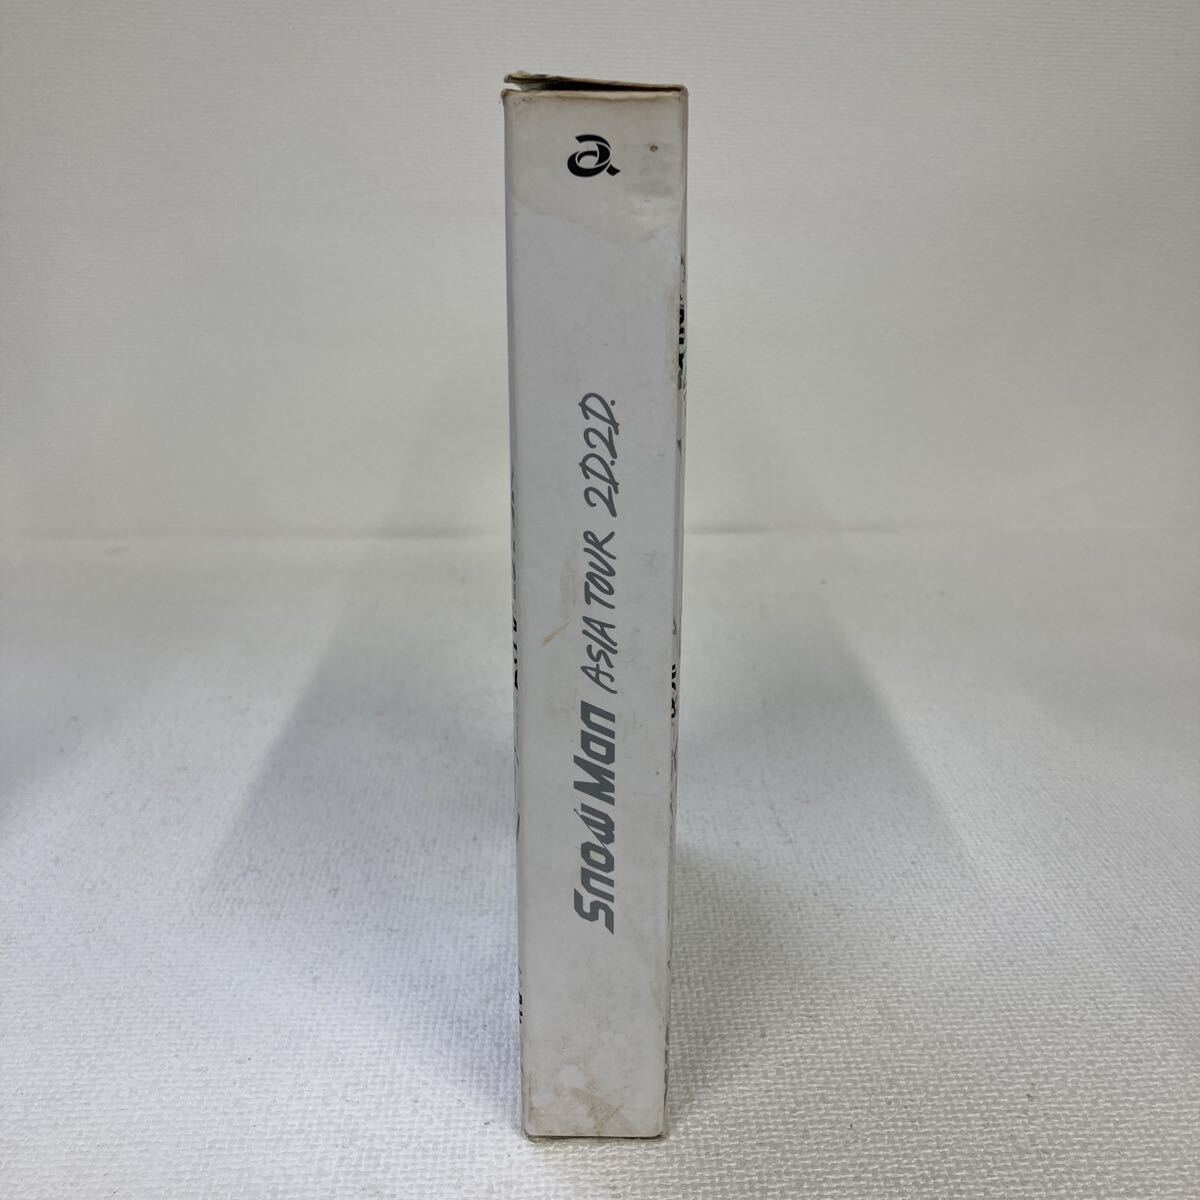 Snow Man ASIA TOUR 2D.2D.